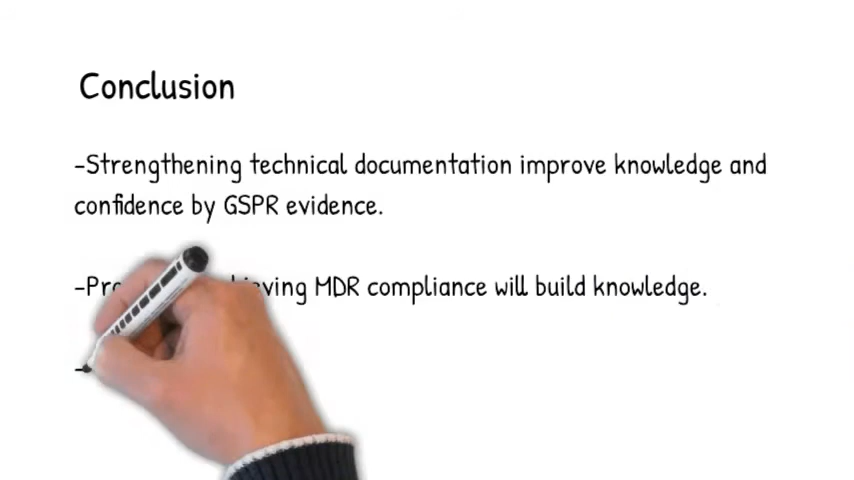 Conclusion
-Strengthening technical documentation improve knowledge and
confidence by GSPR evidence.
MDR compliance will build knowledge.
-